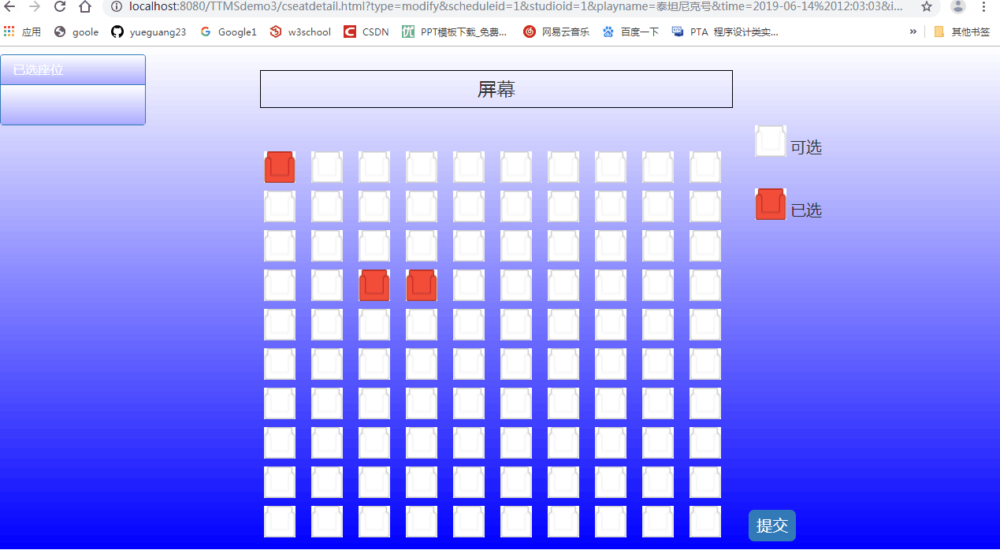 localhost:8080/TTMSdemo3/cseatdetail.html?type=modify&scheduleid=1&studioid=1&playname=泰坦尼克号&time=2019-06-14%2012:03:03&i...
应用 goole yueguang23 Google1 w3school CSDN PPT模板下载_免费... 网易云音乐 百度一下 PTA 程序设计类实... » 其他书签
已选座位
屏幕
可选
已选
提交